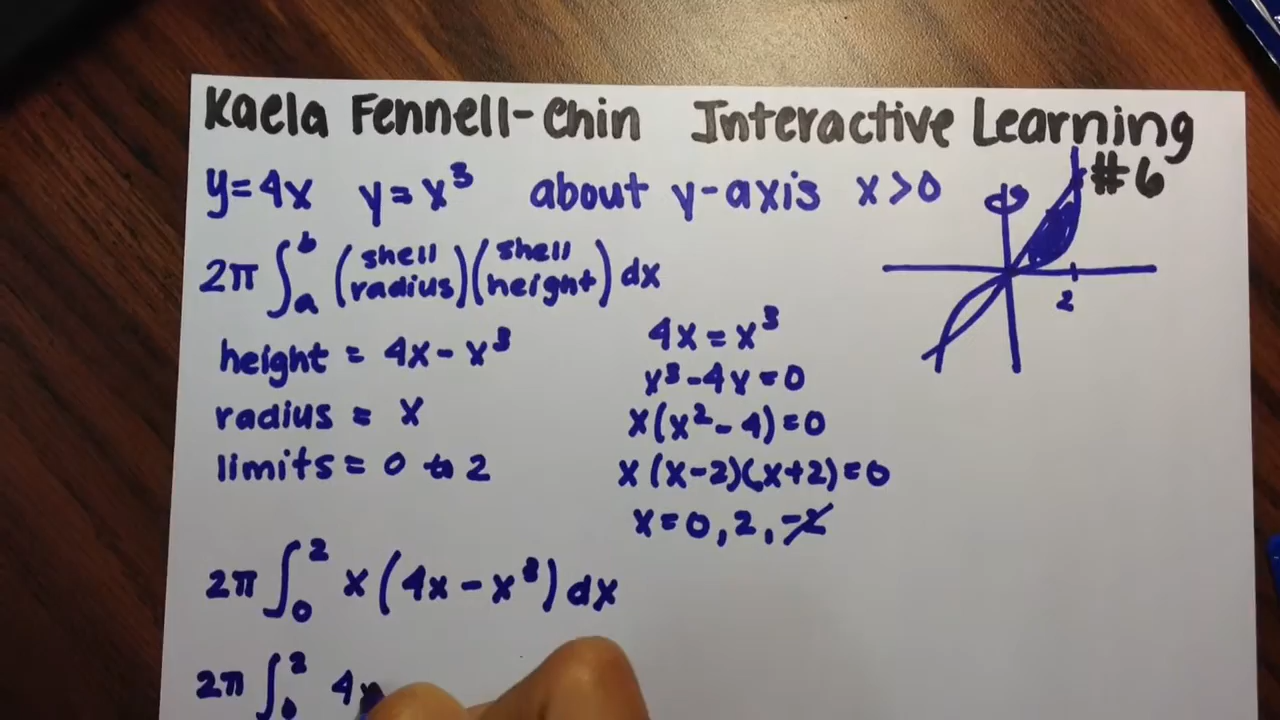 Kaela Fennell-Chin Interactive Learning
#6
y=4x y=x³ about y-axis x>0
2π ∫ₐᵇ (shell radius)(shell height) dx
2
height = 4x-x³
radius = x
limits = 0 to 2
4x=x³
x³-4x=0
x(x²-4)=0
x(x-2)(x+2)=0
x=0,2,-2
2π ∫₀² x(4x-x³)dx
2π ∫₀² 4x